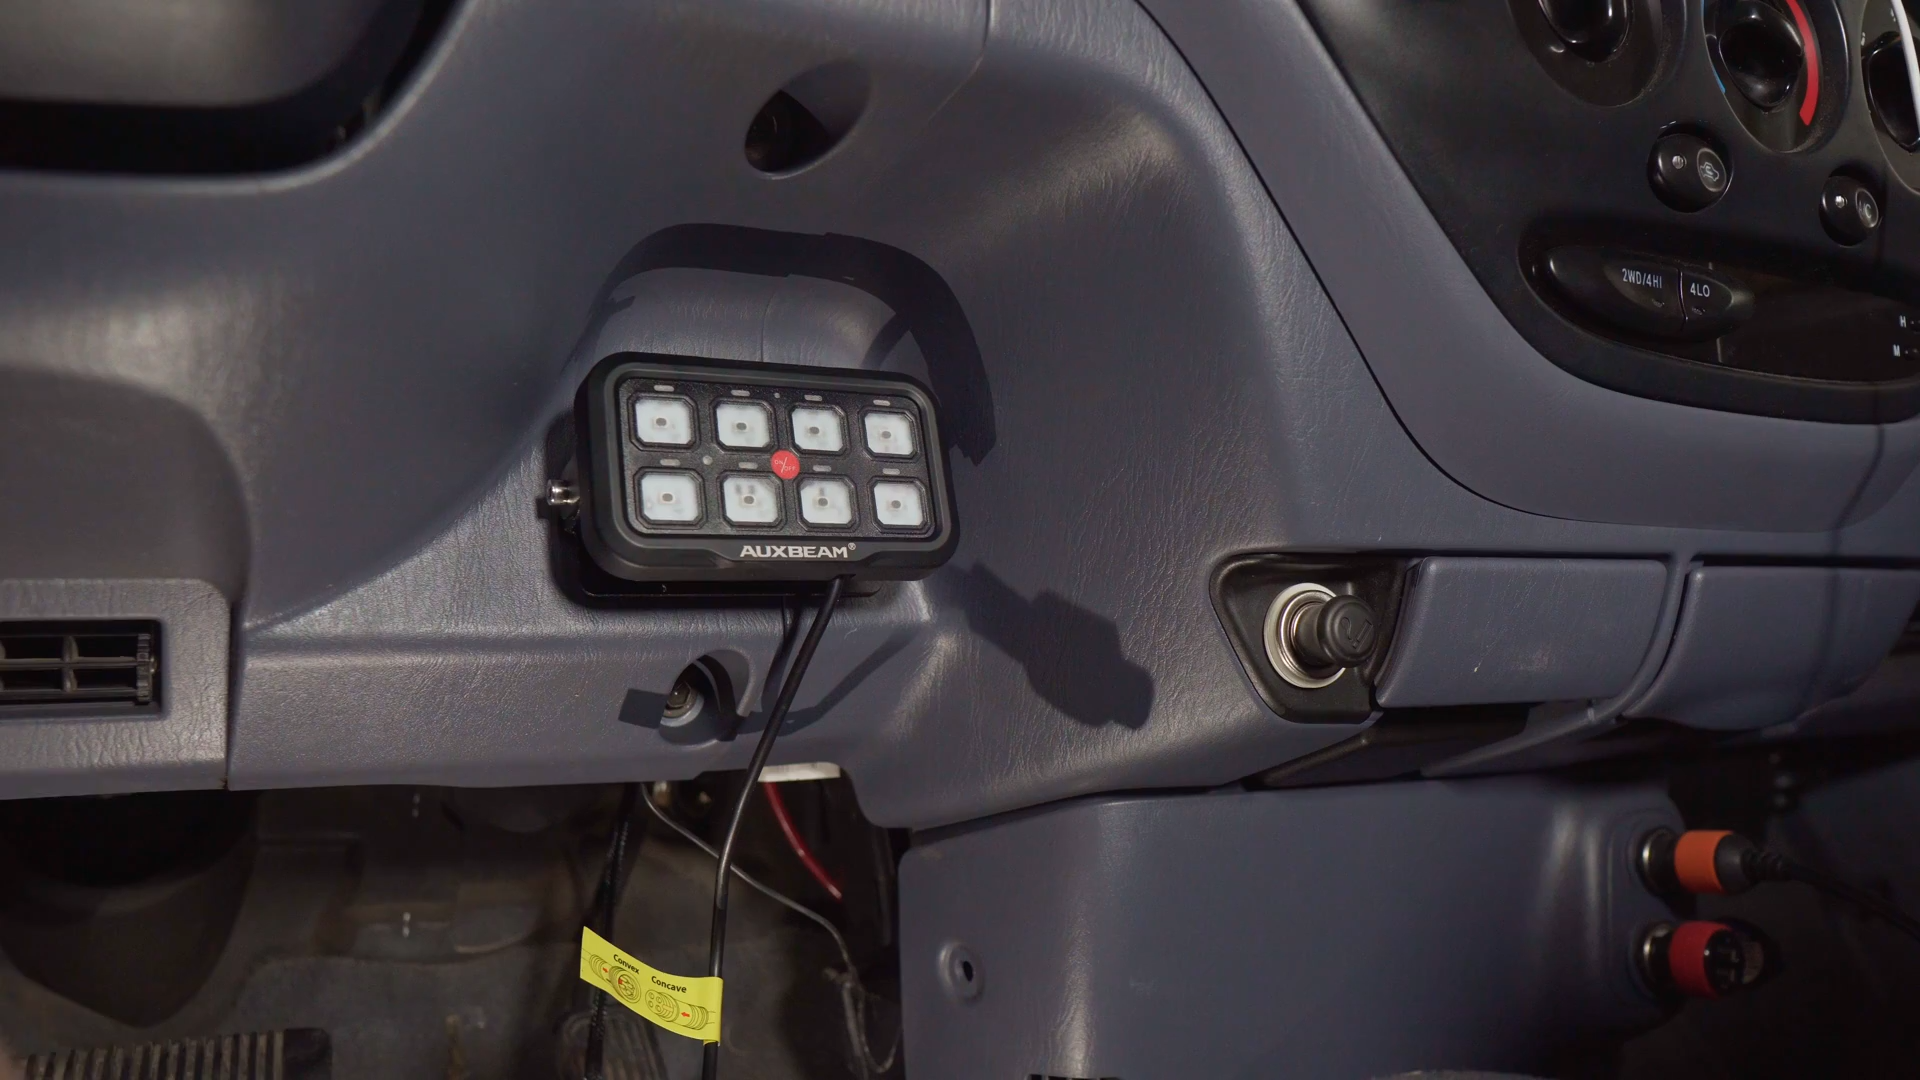 A/C
2WD/4HI
4LO
H
M
ON/OFF
AUXBEAM®
Convex
Concave